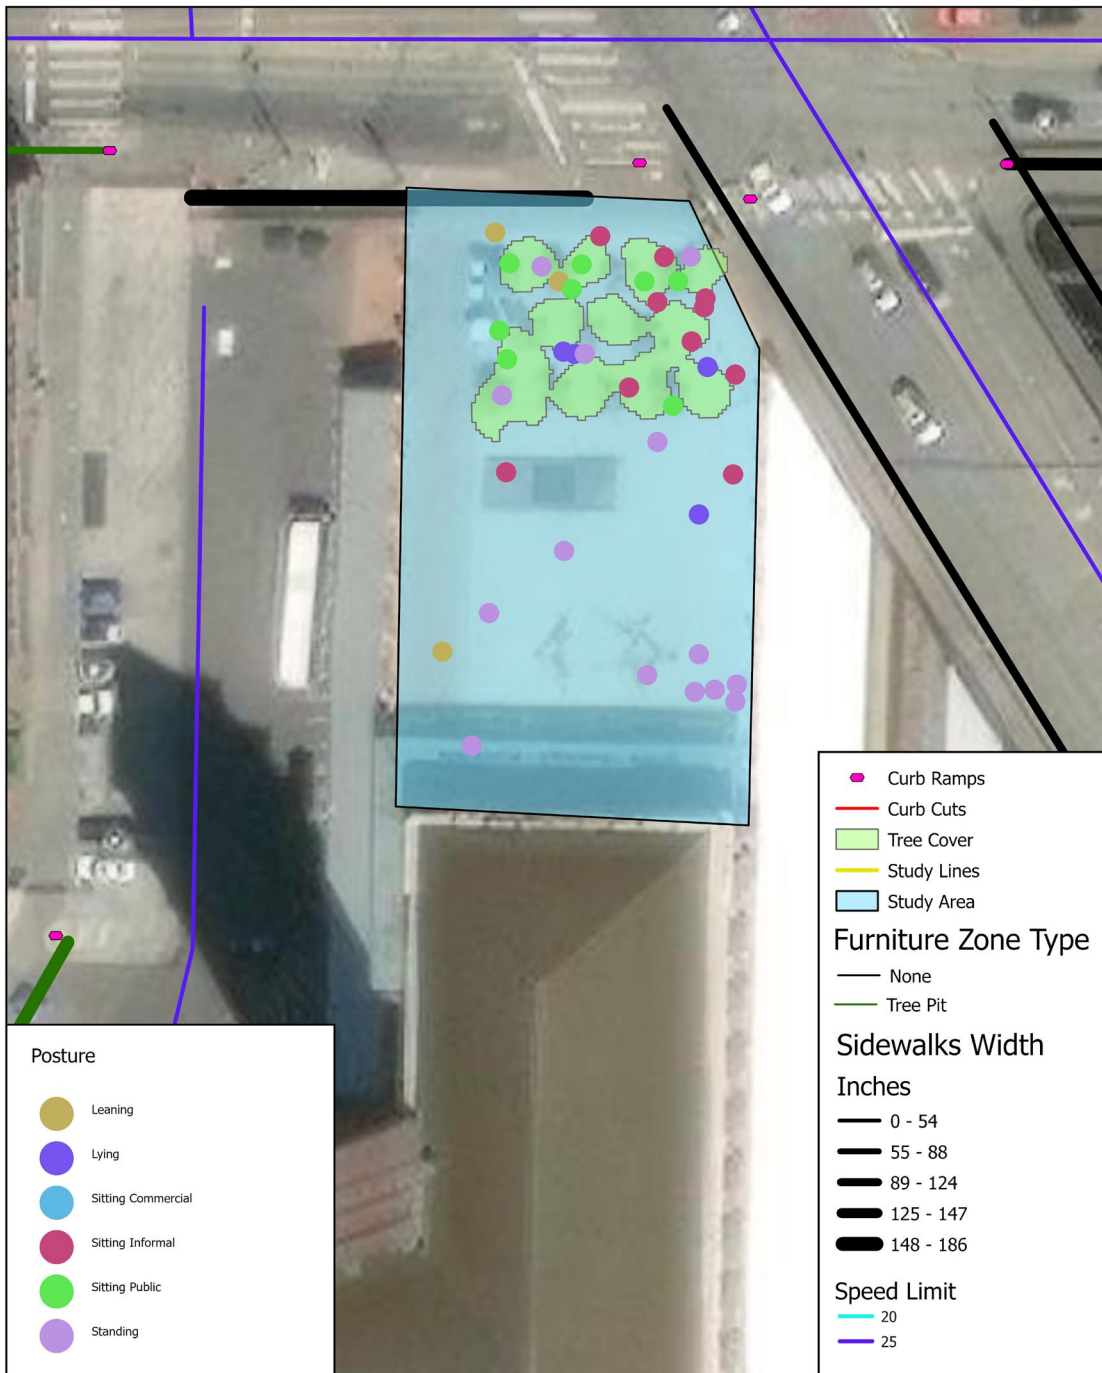 Curb Ramps
Curb Cuts
Tree Cover
Study Lines
Study Area
Furniture Zone Type
None
Tree Pit
Sidewalks Width
Inches
0 - 54
55 - 88
89 - 124
125 - 147
148 - 186
Speed Limit
20
25
Posture
Leaning
Lying
Sitting Commercial
Sitting Informal
Sitting Public
Standing